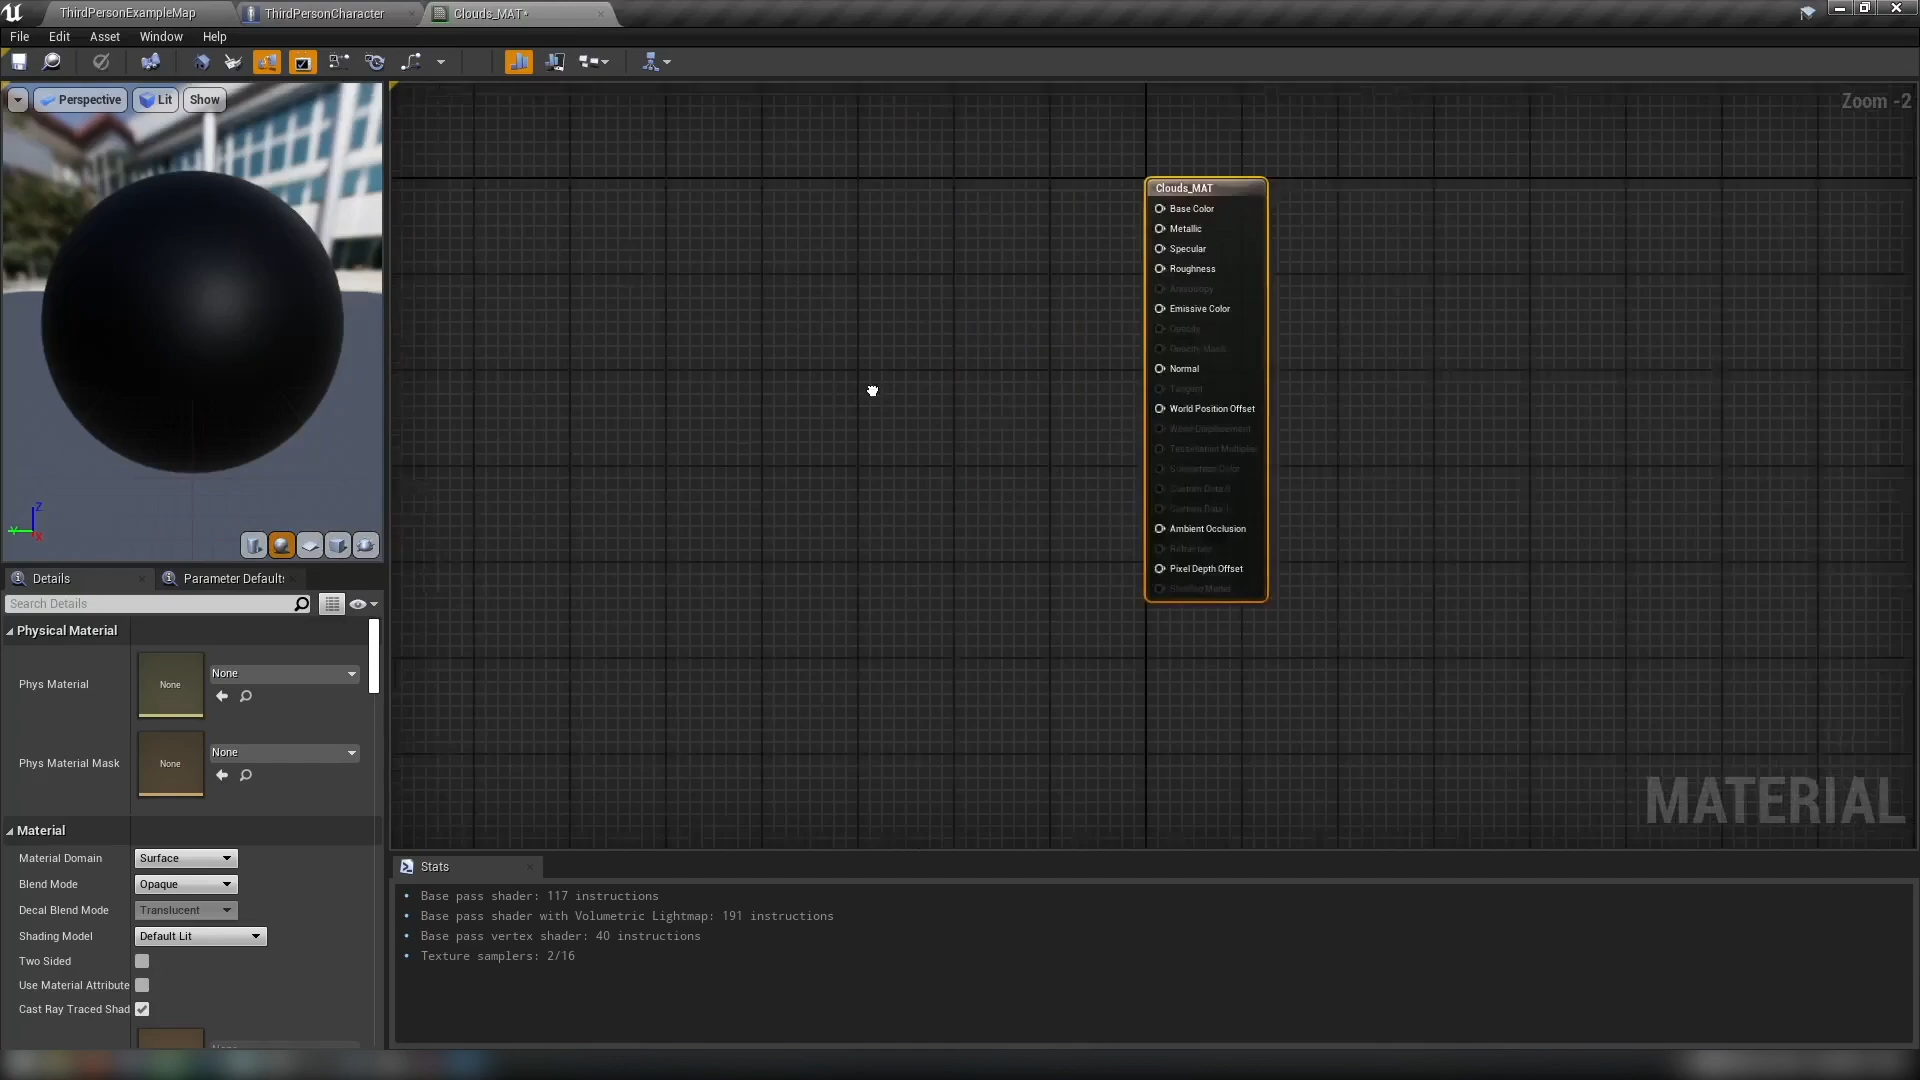 ThirdPersonExampleMap
ThirdPersonCharacter
Clouds_MAT*
File Edit Asset Window Help
Perspective Lit Show
Zoom -2
Clouds_MAT
Base Color
Metallic
Specular
Roughness
Anisotropy
Emissive Color
Opacity
Opacity Mask
Normal
Tangent
World Position Offset
World Displacement
Tessellation Multiplier
Subsurface Color
Custom Data 0
Custom Data 1
Ambient Occlusion
Refraction
Pixel Depth Offset
Shading Model
MATERIAL
Z
Y
X
Details
Parameter Defaults
Search Details
Physical Material
Phys Material
None
None
Phys Material Mask
None
None
Material
Material Domain Surface
Blend Mode Opaque
Decal Blend Mode Translucent
Shading Model Default Lit
Two Sided
Use Material Attribute
Cast Ray Traced Shad
Stats
• Base pass shader: 117 instructions
• Base pass shader with Volumetric Lightmap: 191 instructions
• Base pass vertex shader: 40 instructions
• Texture samplers: 2/16